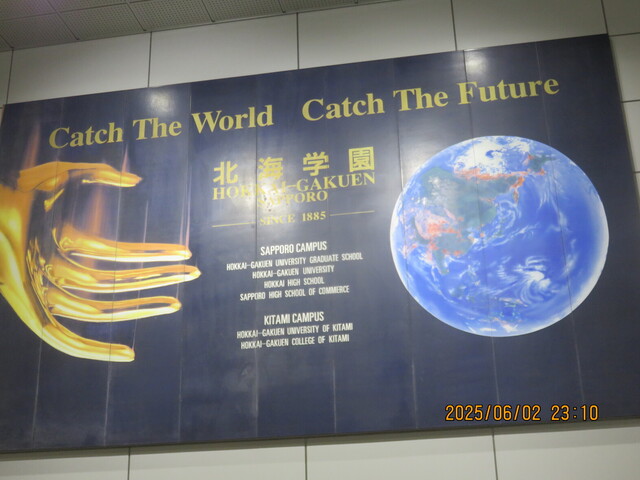 Catch The World Catch The Future
北海学園
HOKKAI-GAKUEN
SAPPORO
SINCE 1885
SAPPORO CAMPUS
HOKKAI-GAKUEN UNIVERSITY GRADUATE SCHOOL
HOKKAI-GAKUEN UNIVERSITY
HOKKAI HIGH SCHOOL
SAPPORO HIGH SCHOOL OF COMMERCE
KITAMI CAMPUS
HOKKAI-GAKUEN UNIVERSITY OF KITAMI
HOKKAI-GAKUEN COLLEGE OF KITAMI
2025/06/02 23:10